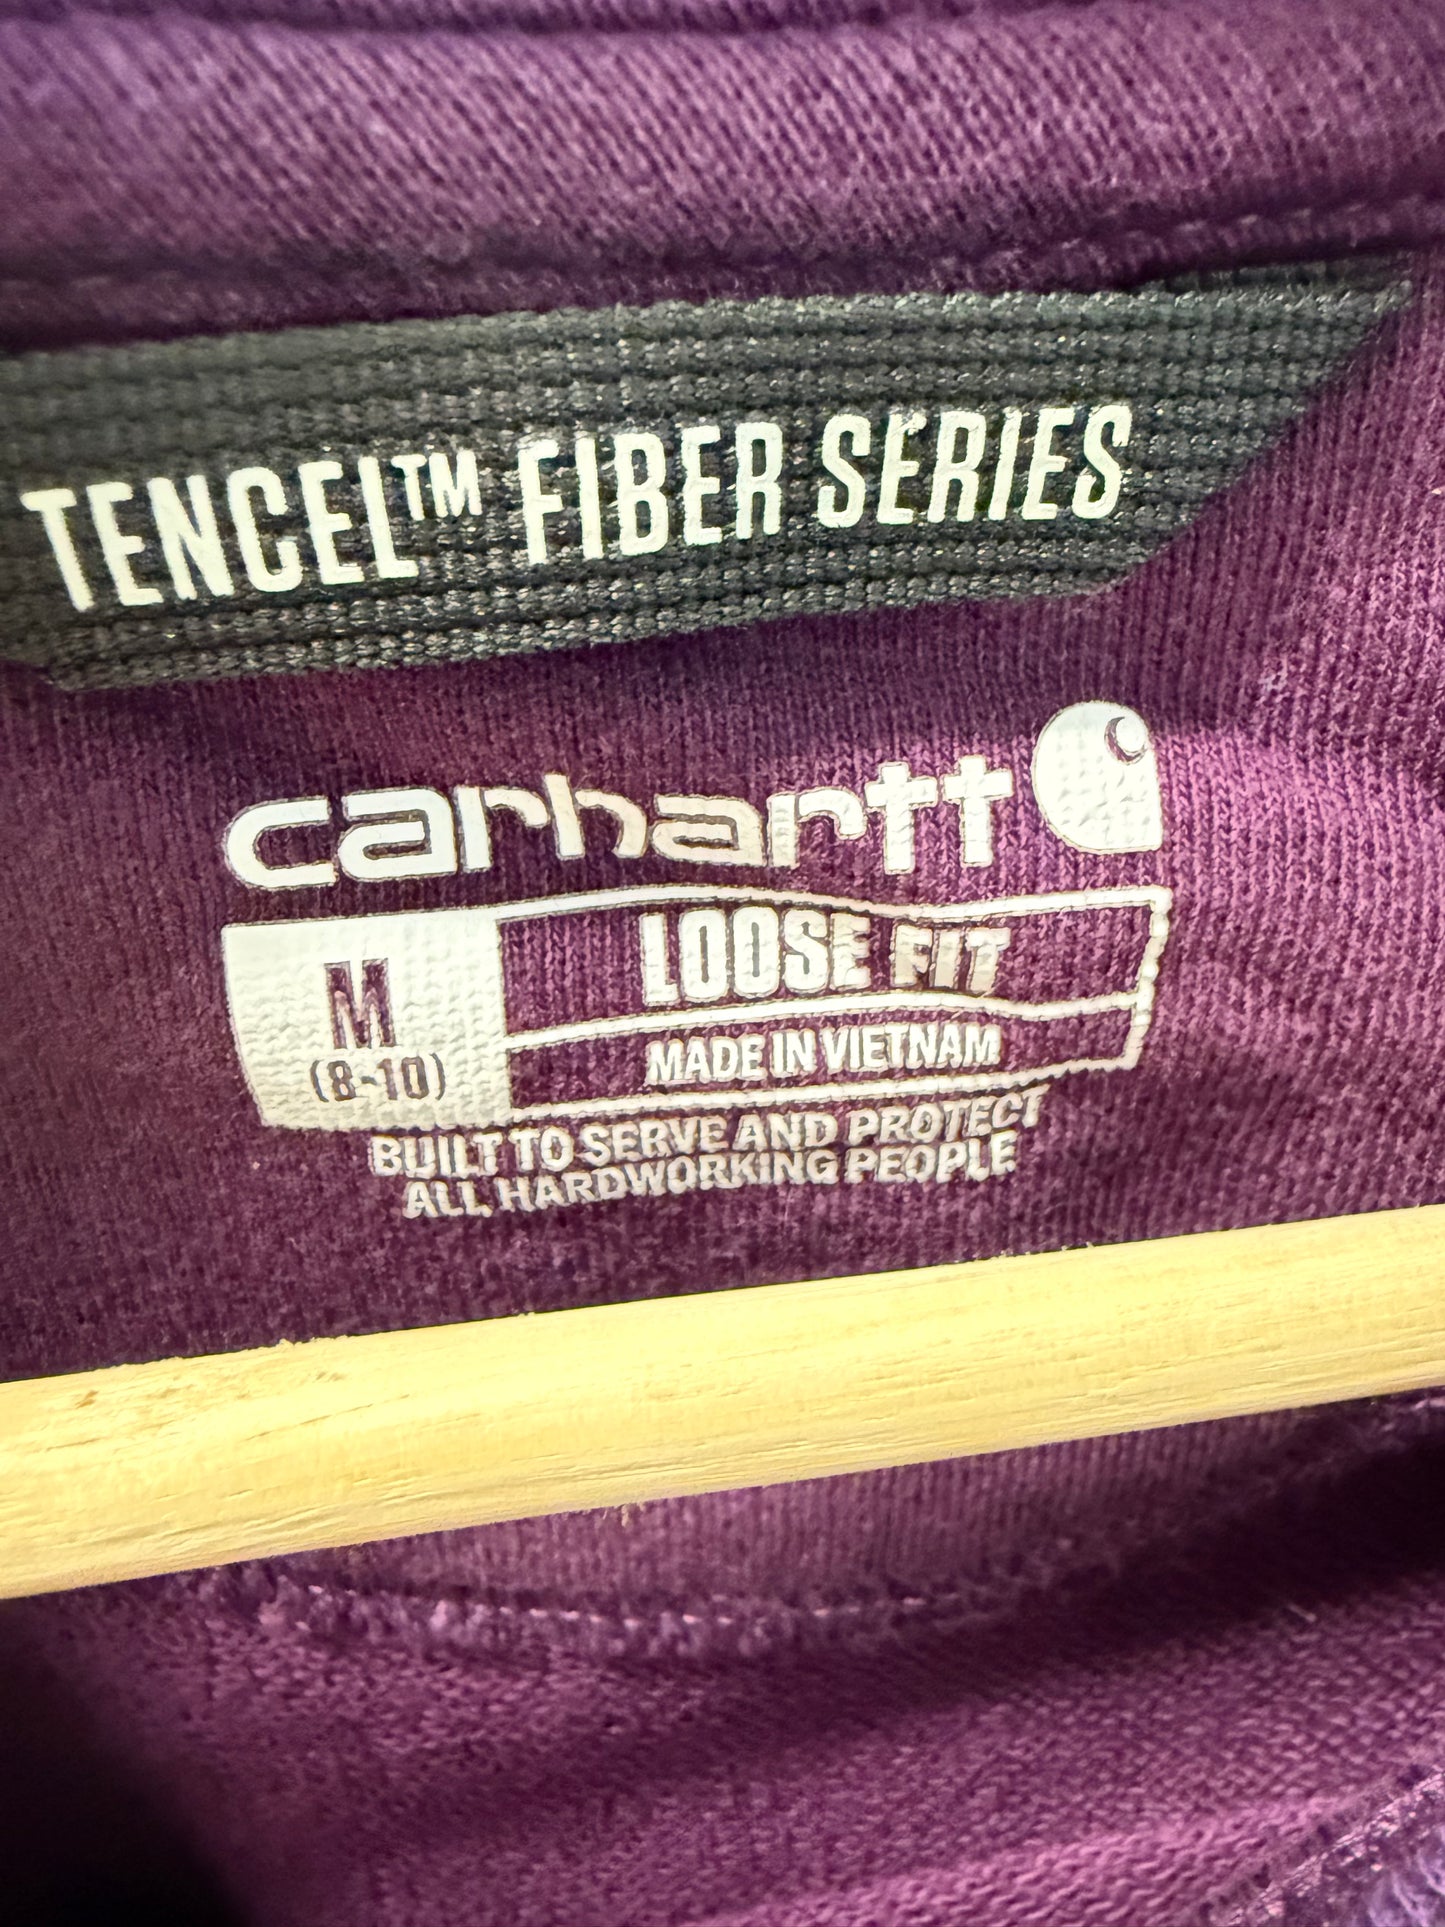 TENCEL™ FIBER SERIES
carhartt
M
(8-10)
LOOSE FIT
MADE IN VIETNAM
BUILT TO SERVE AND PROTECT
ALL HARDWORKING PEOPLE